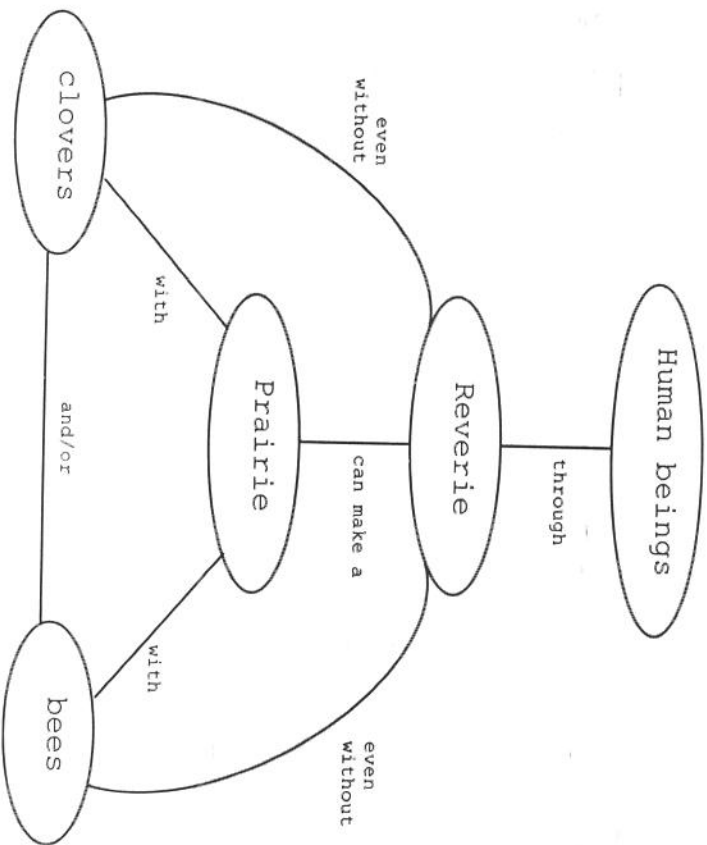 Human beings
through
Reverie
even
without
can make a
even
without
Prairie
with
with
clovers
and/or
bees